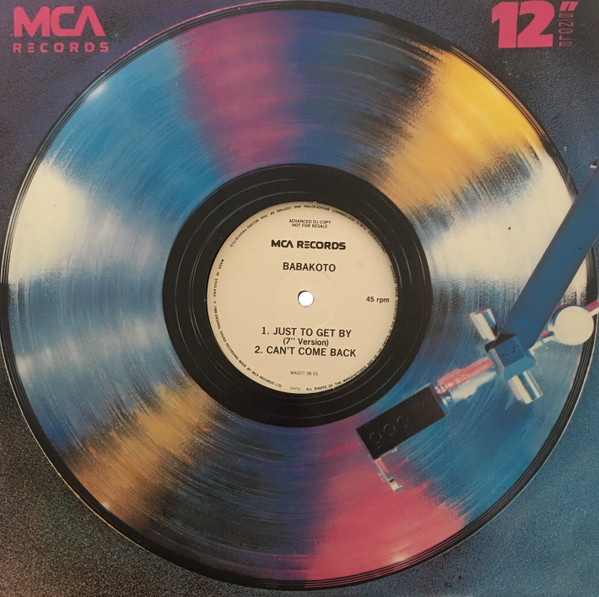 MCA
RECORDS
12"
SINGLE
ADVANCED DJ COPY
NOT FOR RESALE
MCA RECORDS
BABAKOTO
45 rpm
1. JUST TO GET BY
(7'' Version)
2. CAN'T COME BACK